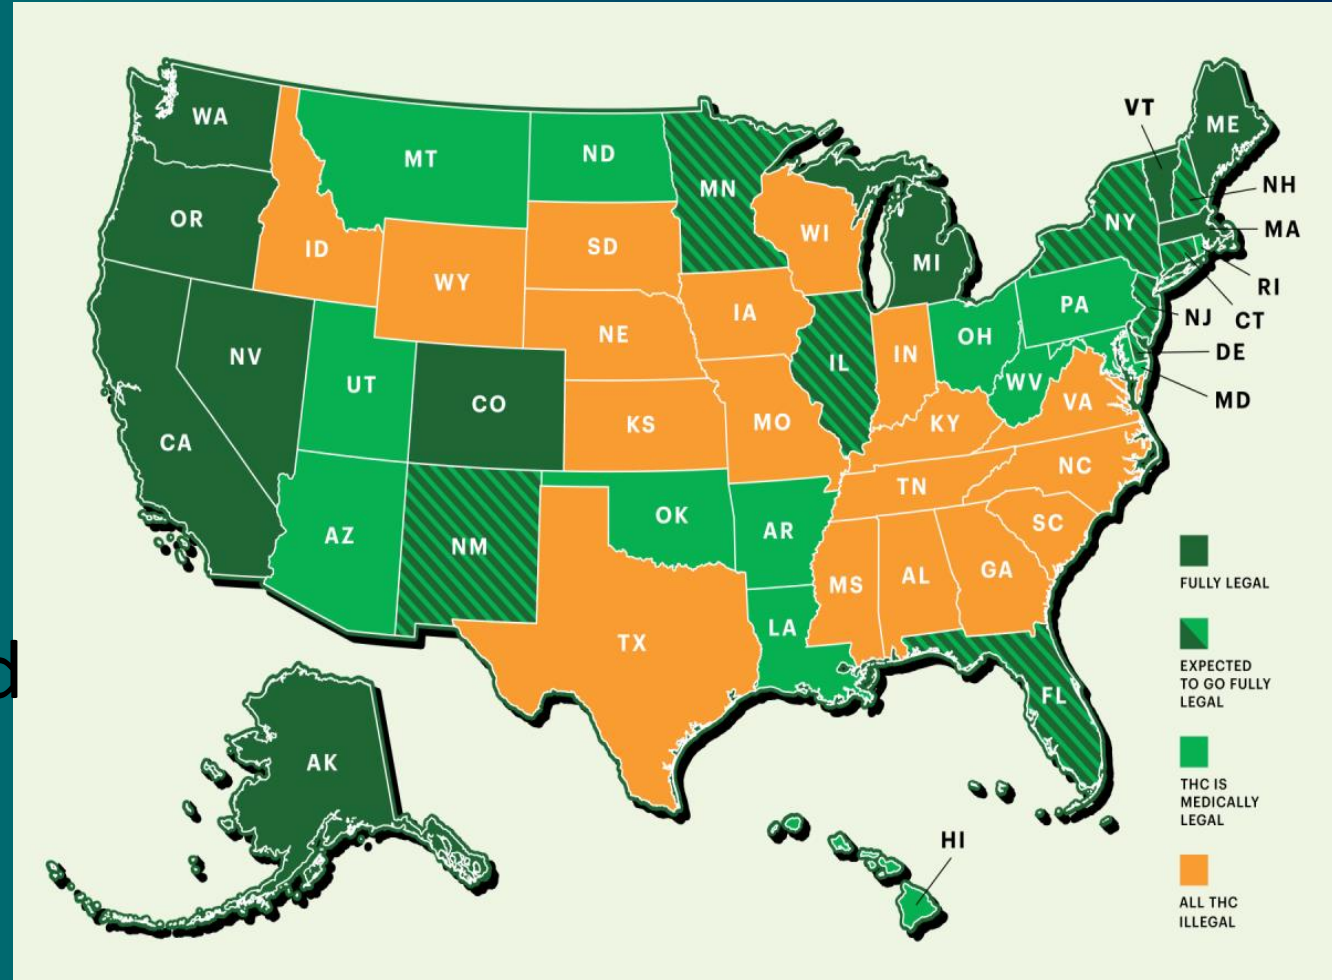 WA
MT
ND
MN
VT
ME
NH
OR
ID
SD
WI
NY
MA
WY
MI
RI
NV
IA
PA
NJ
CT
NE
IL
IN
OH
DE
UT
CO
WV
MD
CA
KS
MO
KY
VA
NC
TN
AZ
NM
OK
AR
SC
MS
AL
GA
TX
LA
FL
AK
HI
FULLY LEGAL
EXPECTED
TO GO FULLY
LEGAL
THC IS
MEDICALLY
LEGAL
ALL THC
ILLEGAL
d